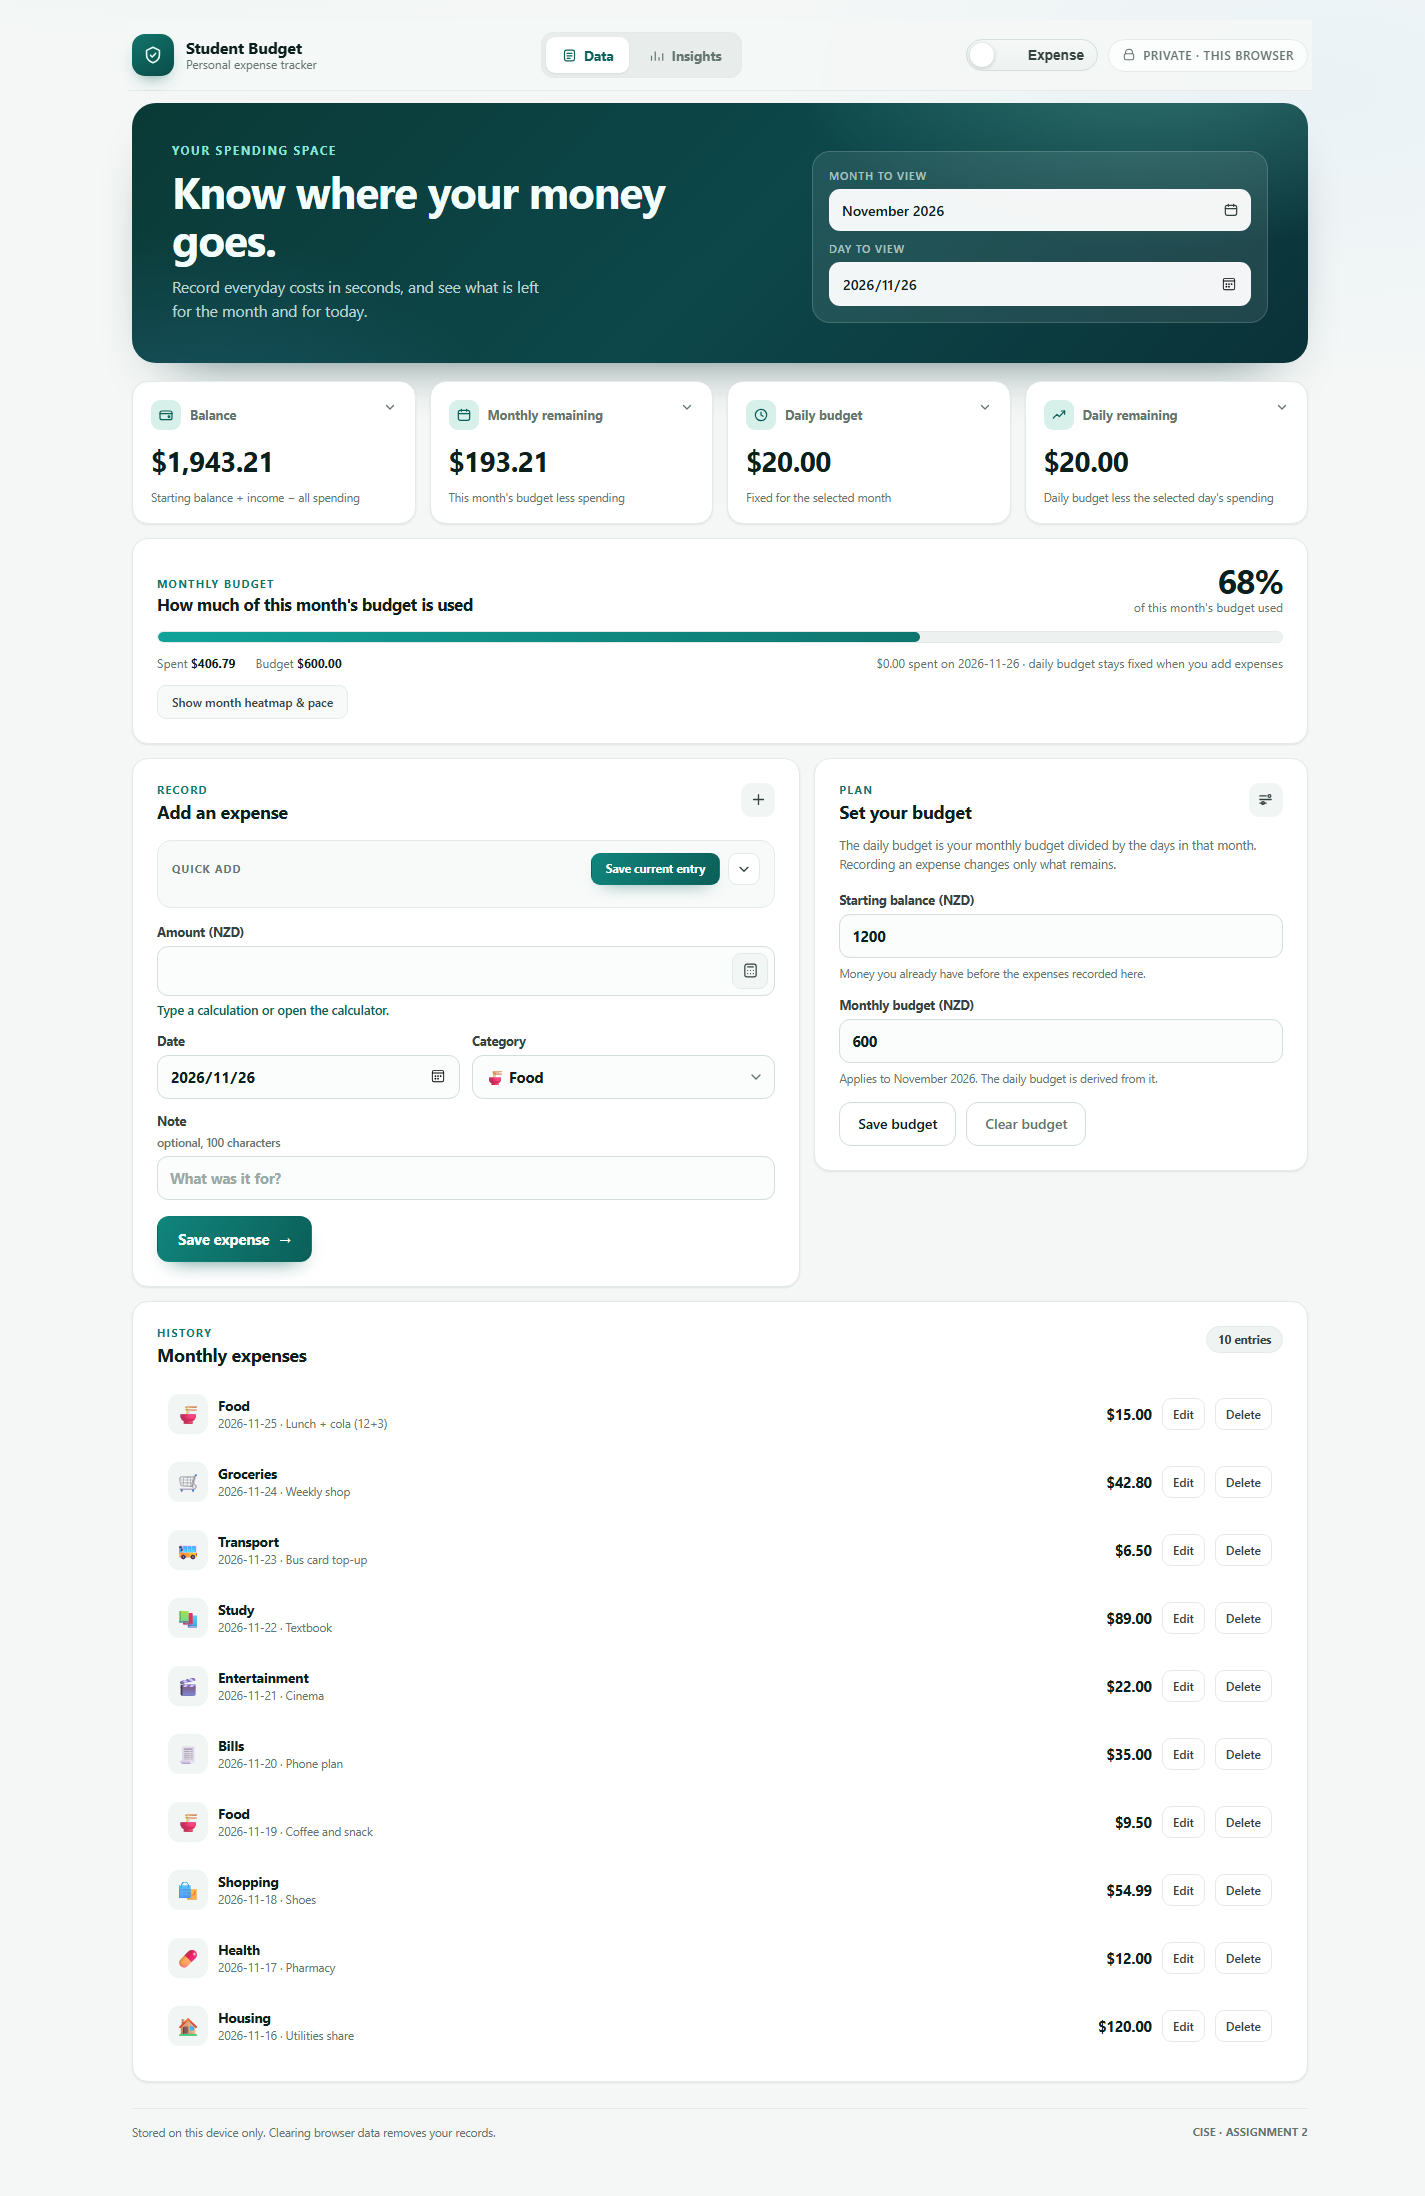 Student Budget
Personal expense tracker
Data
Insights
Expense
PRIVATE · THIS BROWSER
YOUR SPENDING SPACE
Know where your money
goes.
Record everyday costs in seconds, and see what is left
for the month and for today.
MONTH TO VIEW
November 2026
DAY TO VIEW
2026/11/26
Balance
$1,943.21
Starting balance + income − all spending
Monthly remaining
$193.21
This month's budget less spending
Daily budget
$20.00
Fixed for the selected month
Daily remaining
$20.00
Daily budget less the selected day's spending
MONTHLY BUDGET
How much of this month's budget is used
68%
of this month's budget used
Spent $406.79 Budget $600.00
$0.00 spent on 2026-11-26 · daily budget stays fixed when you add expenses
Show month heatmap & pace
RECORD
Add an expense
QUICK ADD
Save current entry
Amount (NZD)
Type a calculation or open the calculator.
Date
2026/11/26
Category
Food
Note
optional, 100 characters
What was it for?
Save expense →
PLAN
Set your budget
The daily budget is your monthly budget divided by the days in that month.
Recording an expense changes only what remains.
Starting balance (NZD)
1200
Money you already have before the expenses recorded here.
Monthly budget (NZD)
600
Applies to November 2026. The daily budget is derived from it.
Save budget
Clear budget
HISTORY
Monthly expenses
10 entries
Food
2026-11-25 · Lunch + cola (12+3)
$15.00 Edit Delete
Groceries
2026-11-24 · Weekly shop
$42.80 Edit Delete
Transport
2026-11-23 · Bus card top-up
$6.50 Edit Delete
Study
2026-11-22 · Textbook
$89.00 Edit Delete
Entertainment
2026-11-21 · Cinema
$22.00 Edit Delete
Bills
2026-11-20 · Phone plan
$35.00 Edit Delete
Food
2026-11-19 · Coffee and snack
$9.50 Edit Delete
Shopping
2026-11-18 · Shoes
$54.99 Edit Delete
Health
2026-11-17 · Pharmacy
$12.00 Edit Delete
Housing
2026-11-16 · Utilities share
$120.00 Edit Delete
Stored on this device only. Clearing browser data removes your records.
CISE · ASSIGNMENT 2